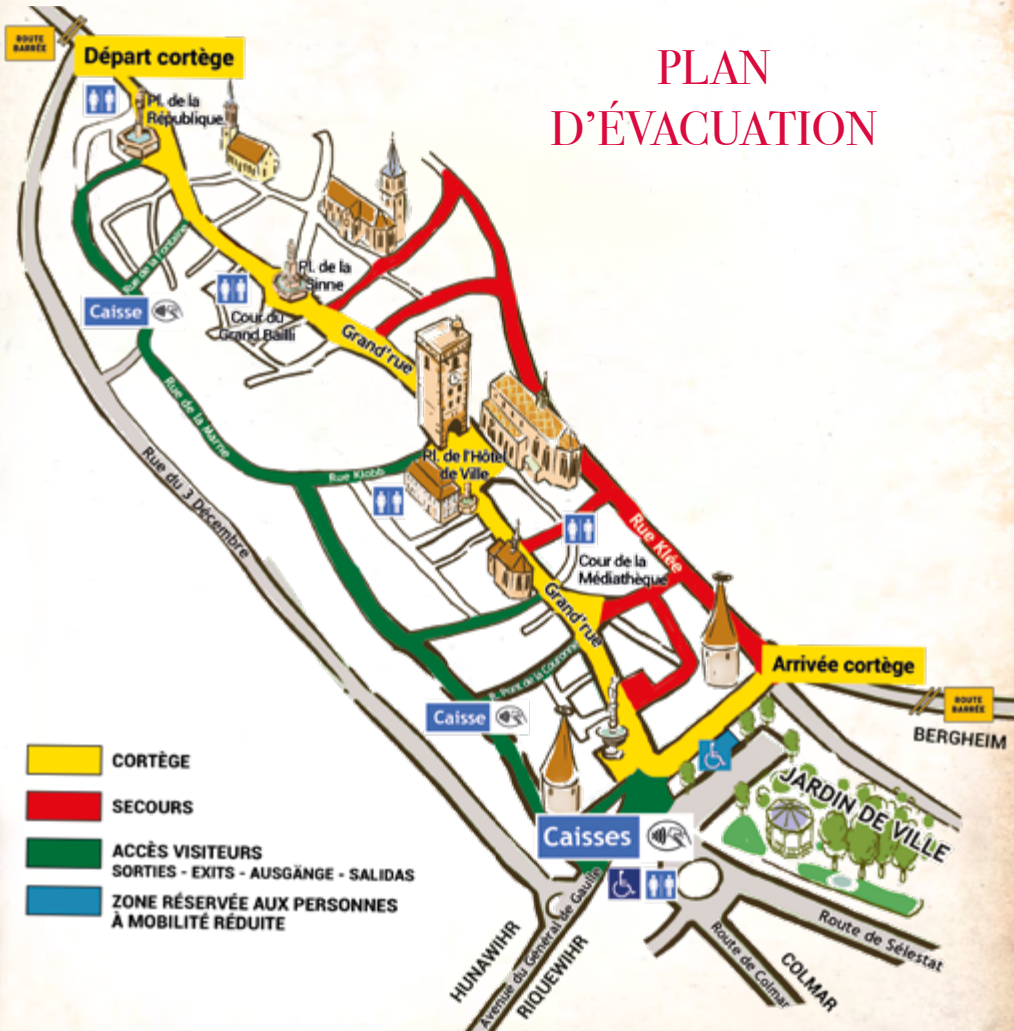 PLAN
D'ÉVACUATION
ROUTE
BARRÉE
Départ cortège
Pl. de la
République
Rue de la Fontaine
Pl. de la
Sinne
Caisse
Cour du
Grand Bailli
Grand'rue
Rue de la Marne
Rue du 3 Décembre
Rue Klobb
Pl. de l'Hôtel
de Ville
Rue Klée
Cour de la
Médiathèque
Grand'rue
R. Pont de la Couronne
Arrivée cortège
ROUTE
BARRÉE
BERGHEIM
Caisse
CORTÈGE
SECOURS
ACCÈS VISITEURS
SORTIES - EXITS - AUSGÄNGE - SALIDAS
ZONE RÉSERVÉE AUX PERSONNES
À MOBILITÉ RÉDUITE
JARDIN DE VILLE
Caisses
HUNAWIHR
Avenue du Général de Gaulle
RIQUEWIHR
Route de Colmar
COLMAR
Route de Sélestat